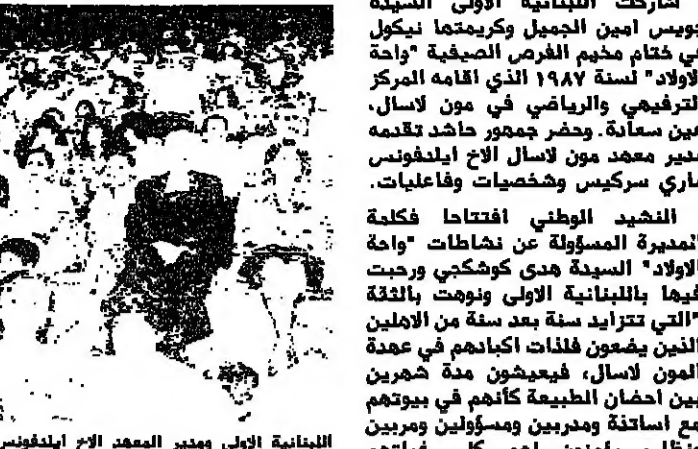 شاركت اللبنانية الاولى السيدة
جويس امين الجميل وكريمتها نيكول
في ختام مخيم الفرص الصيفية "واحة
الاولاد" لسنة ١٩٨٧ الذي اقامه المركز
الترفيهي والرياضي في مون لاسال،
عين سعادة. وحضر جمهور حاشد تقدمه
مدير معهد مون لاسال الاخ ايلدفونس
ماري سركيس وشخصيات وفاعليات.
النشيد الوطني افتتاحا فكلمة
المديرة المسؤولة عن نشاطات "واحة
الاولاد" السيدة هدى كوشكجي ورحبت
فيها باللبنانية الاولى ونوهت بالثقة
"التي تتزايد سنة بعد سنة من الاهلين
الذين يضعون فلذات اكبادهم في عهدة
المون لاسال، فيعيشون مدة شهرين
بين احضان الطبيعة كأنهم في بيوتهم
مع اساتذة ومدربين ومسؤولين ومربين
اللبنانية الاولى ومدير المعهد الاخ ايلدفونس